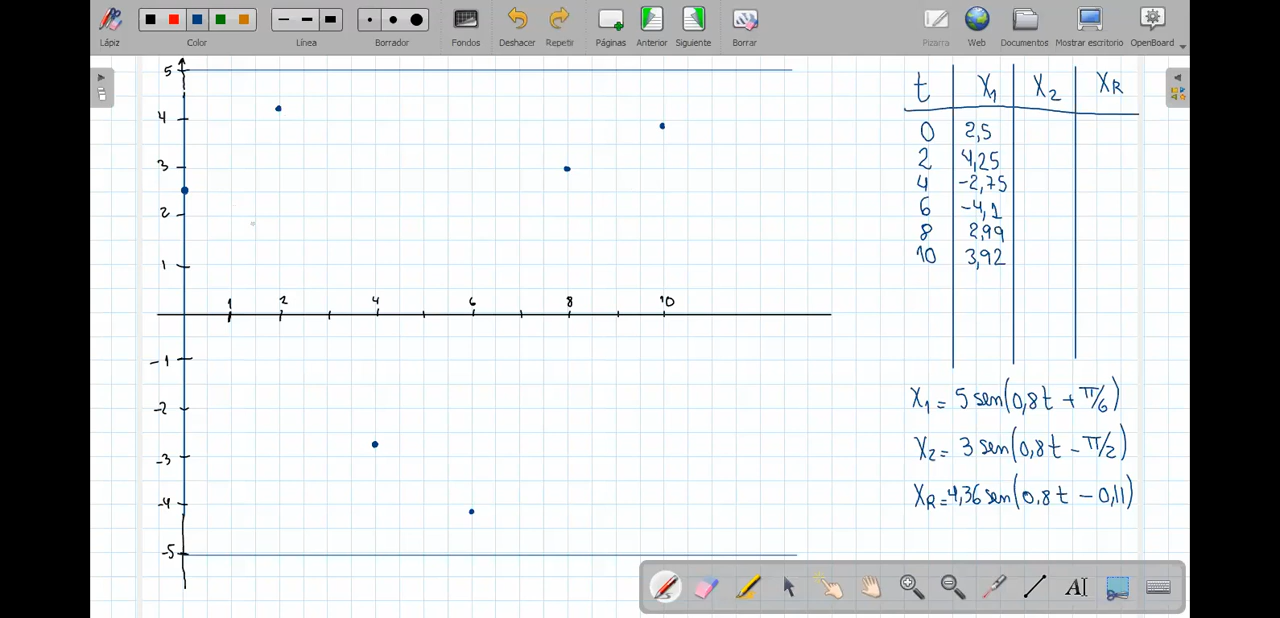 Lápiz Color Línea Borrador Fondos Deshacer Repetir Páginas Anterior Siguiente Borrar Pizarra Web Documentos Mostrar escritorio OpenBoard
5
4
3
2
1
1 2 4 6 8 10
-1
-2
-3
-4
-5
t X1 X2 XR
0 2,5
2 4,25
4 -2,75
6 -4,1
8 2,99
10 3,92
X1 = 5 sen(0,8t + π/6)
X2 = 3 sen(0,8t - π/2)
XR = 4,36 sen(0,8t - 0,11)
AI